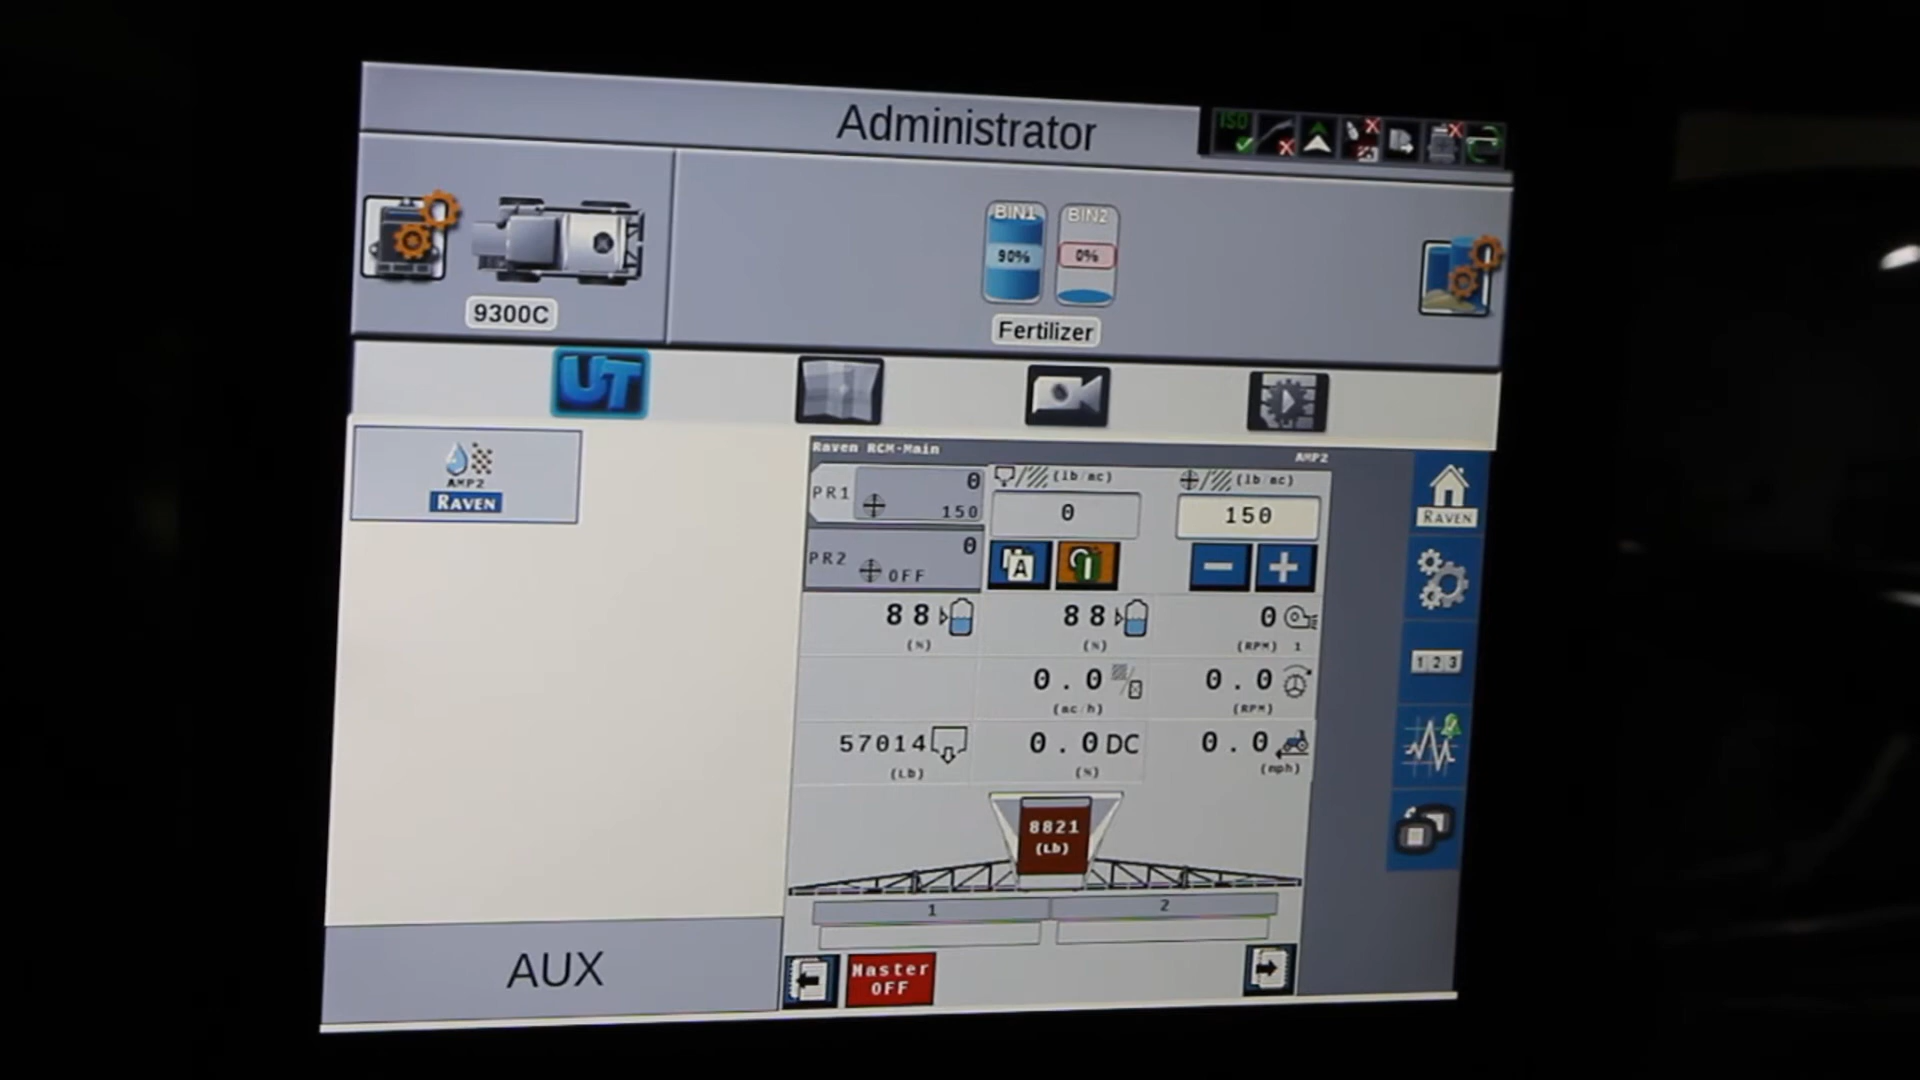 Administrator
ISO
9300C
BIN1
90%
BIN2
0%
Fertilizer
UT
AMP2
RAVEN
Raven RCM-Main
AMP2
PR1
0
150
(lb/ac)
0
(lb/ac)
150
PR2
0
OFF
A
88
(%)
88
(%)
0
(RPM) 1
0.0
(ac/h)
0.0
(RPM)
57014
(Lb)
0.0 DC
(%)
0.0
(mph)
8821
(Lb)
1
2
Master
OFF
RAVEN
1 2 3
AUX